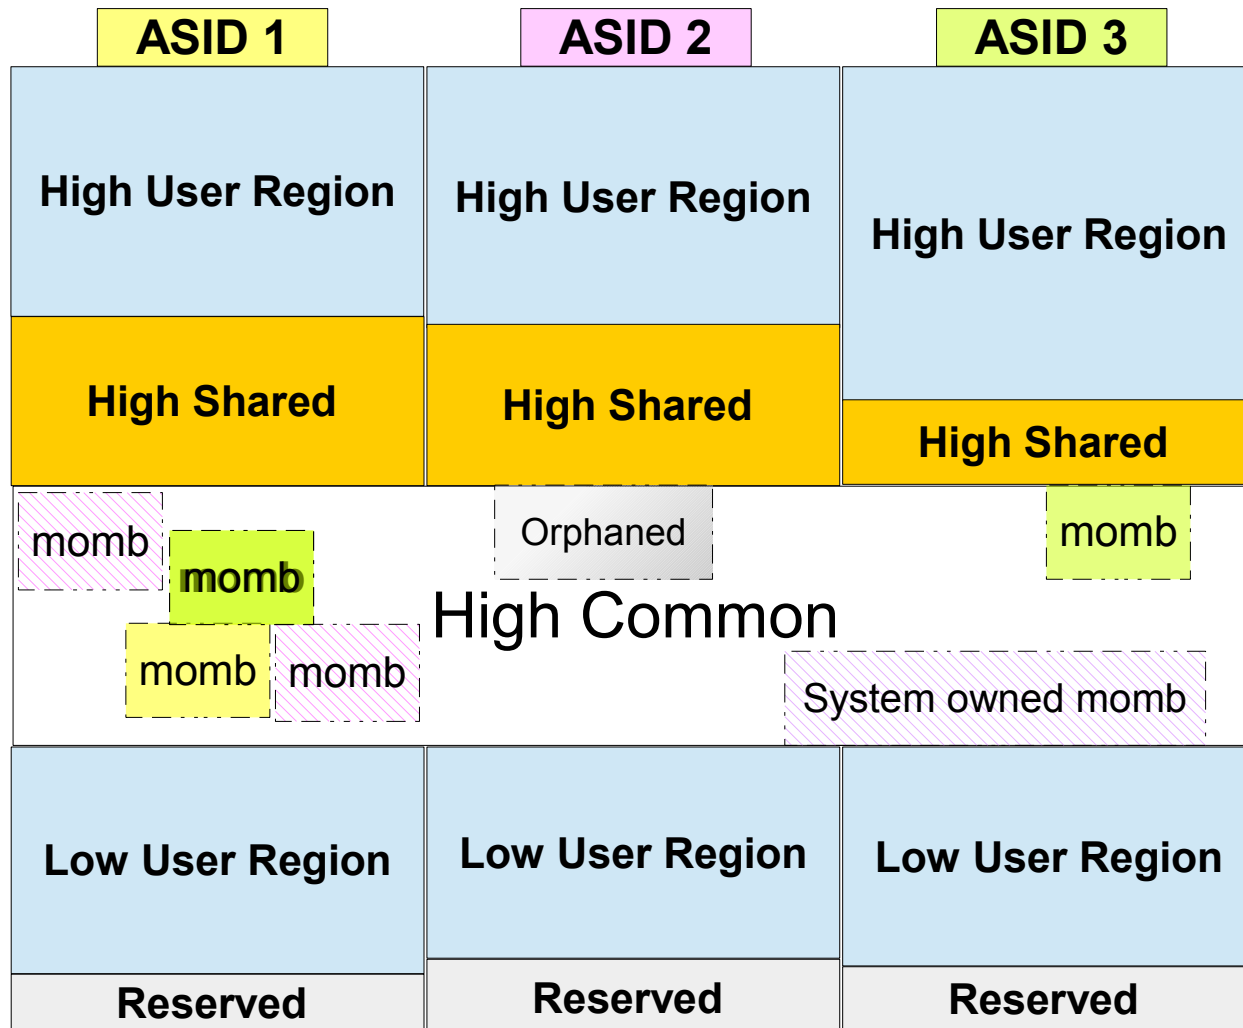 ASID 1
ASID 2
ASID 3
High User Region
High User Region
High User Region
High Shared
High Shared
High Shared
momb
Orphaned
momb
momb
High Common
momb
momb
System owned momb
Low User Region
Low User Region
Low User Region
Reserved
Reserved
Reserved